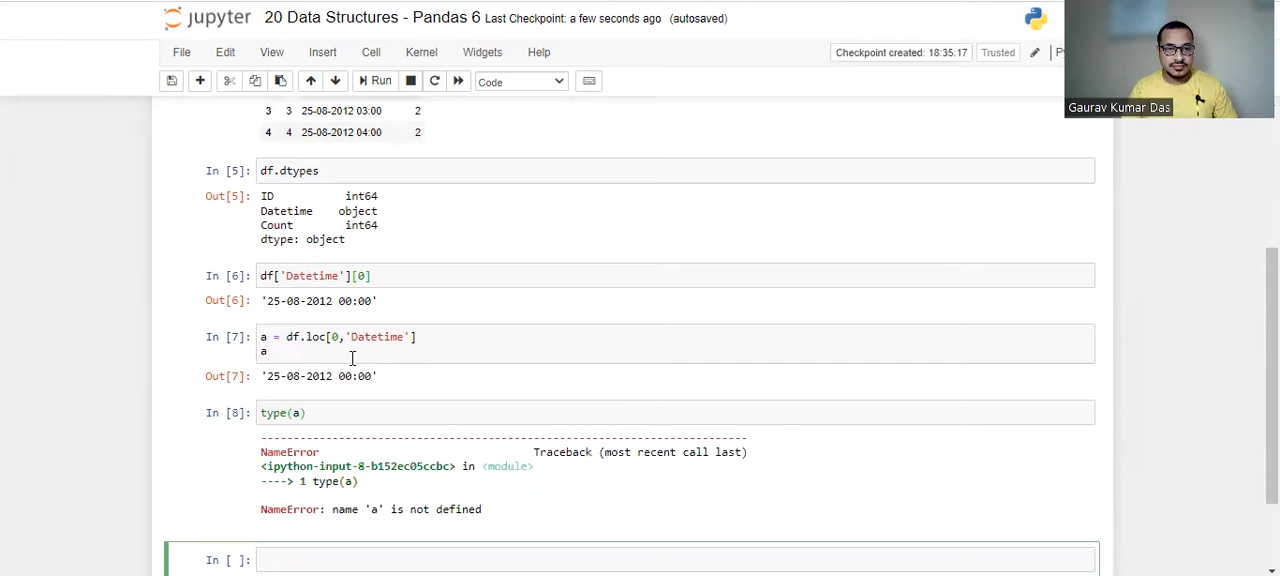 jupyter 20 Data Structures - Pandas 6 Last Checkpoint: a few seconds ago (autosaved)
File Edit View Insert Cell Kernel Widgets Help Checkpoint created: 18:35:17 Trusted
Run Code
Gaurav Kumar Das
3 3 25-08-2012 03:00 2
4 4 25-08-2012 04:00 2
In [5]: df.dtypes
Out[5]: ID int64
Datetime object
Count int64
dtype: object
In [6]: df['Datetime'][0]
Out[6]: '25-08-2012 00:00'
In [7]: a = df.loc[0,'Datetime']
a
Out[7]: '25-08-2012 00:00'
In [8]: type(a)
---------------------------------------------------------------------------
NameError Traceback (most recent call last)
<ipython-input-8-b152ec05ccbc> in <module>
----> 1 type(a)
NameError: name 'a' is not defined
In [ ]: